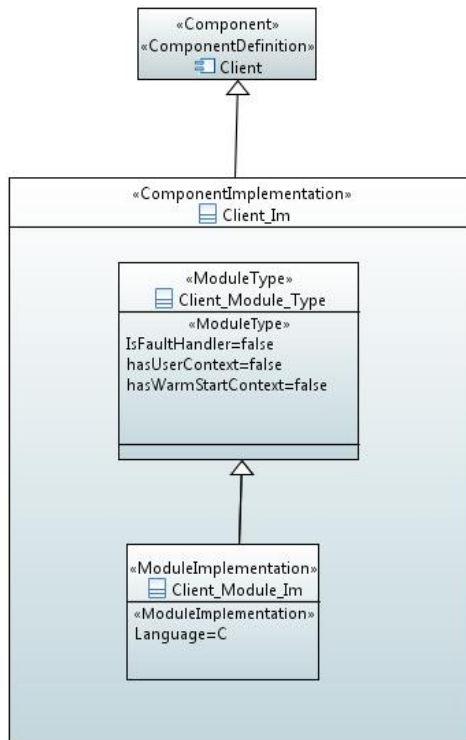 «Component»
«ComponentDefinition»
Client
«ComponentImplementation»
Client_Im
«ModuleType»
Client_Module_Type
«ModuleType»
IsFaultHandler=false
hasUserContext=false
hasWarmStartContext=false
«ModuleImplementation»
Client_Module_Im
«ModuleImplementation»
Language=C